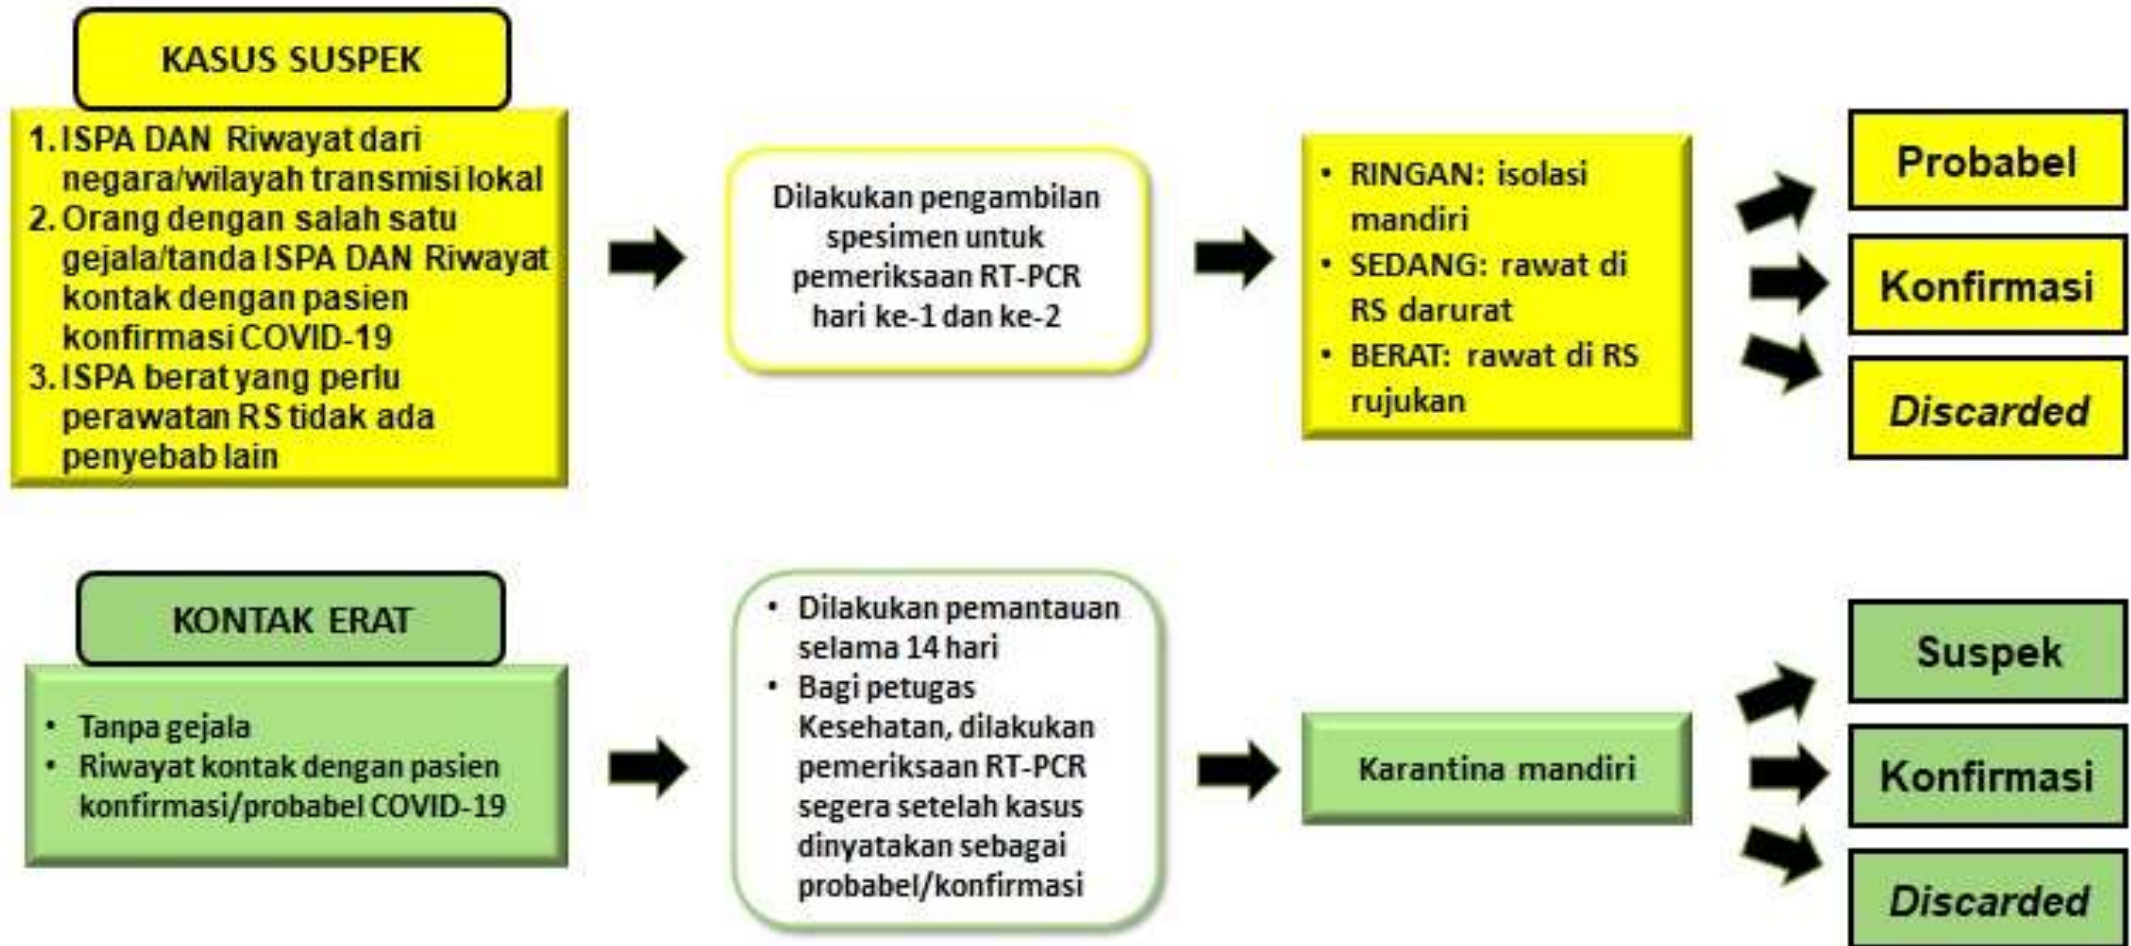 KASUS SUSPEK
1. ISPA DAN Riwayat dari
negara/wilayah transmisi lokal
2. Orang dengan salah satu
gejala/tanda ISPA DAN Riwayat
kontak dengan pasien
konfirmasi COVID-19
3. ISPA berat yang perlu
perawatan RS tidak ada
penyebab lain
Dilakukan pengambilan
spesimen untuk
pemeriksaan RT-PCR
hari ke-1 dan ke-2
• RINGAN: isolasi
mandiri
• SEDANG: rawat di
RS darurat
• BERAT: rawat di RS
rujukan
Probabel
Konfirmasi
Discarded
KONTAK ERAT
• Tanpa gejala
• Riwayat kontak dengan pasien
konfirmasi/probabel COVID-19
• Dilakukan pemantauan
selama 14 hari
• Bagi petugas
Kesehatan, dilakukan
pemeriksaan RT-PCR
segera setelah kasus
dinyatakan sebagai
probabel/konfirmasi
Karantina mandiri
Suspek
Konfirmasi
Discarded